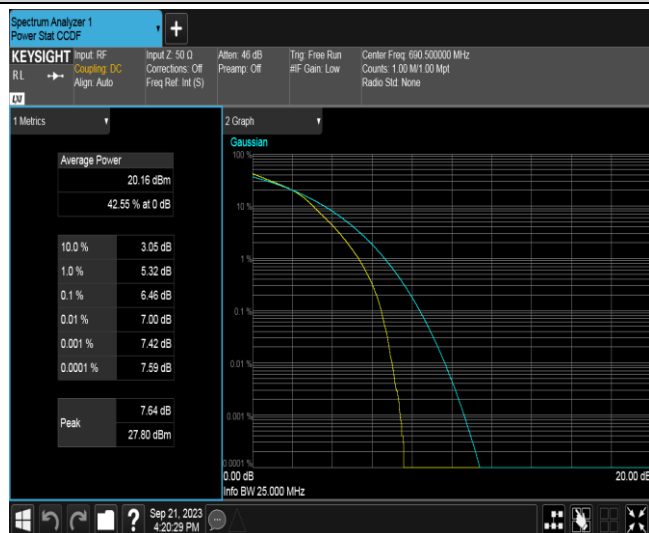 Spectrum Analyzer 1
Power Stat CCDF
+
KEYSIGHT
RL
LXI
Input: RF
Coupling: DC
Align: Auto
Input Z: 50 Ω
Corrections: Off
Freq Ref: Int (S)
Atten: 46 dB
Preamp: Off
Trig: Free Run
#IF Gain: Low
Center Freq: 690.500000 MHz
Counts: 1.00 M/1.00 Mpt
Radio Std: None
1 Metrics
Average Power
20.16 dBm
42.55 % at 0 dB
10.0 % 3.05 dB
1.0 % 5.32 dB
0.1 % 6.46 dB
0.01 % 7.00 dB
0.001 % 7.42 dB
0.0001 % 7.59 dB
Peak
7.64 dB
27.80 dBm
2 Graph
Gaussian
100 %
10 %
1 %
0.1 %
0.01 %
0.001 %
0.0001 %
0.00 dB
20.00 dB
Info BW 25.000 MHz
?
Sep 21, 2023
4:20:29 PM